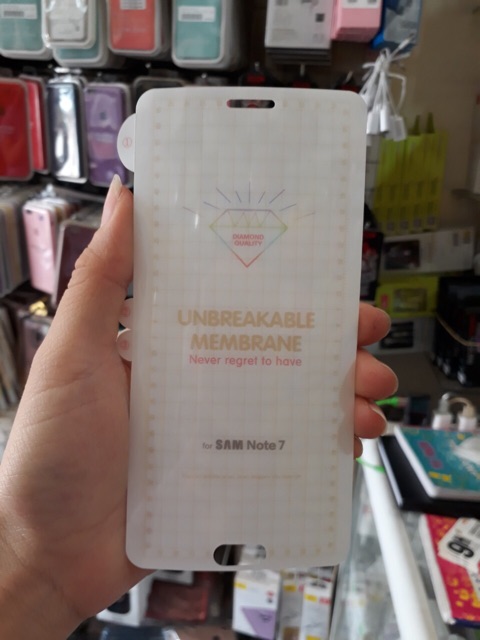 DIAMOND
QUALITY
UNBREAKABLE
MEMBRANE
Never regret to have
for SAM Note 7